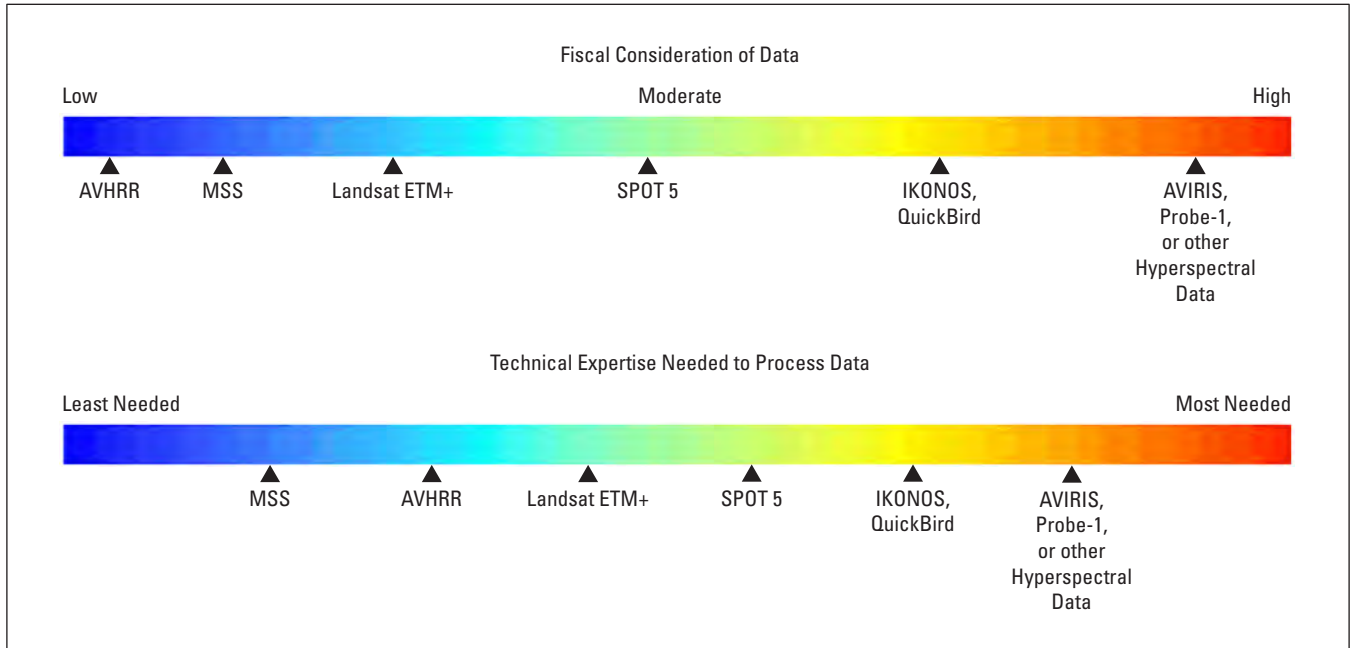 Fiscal Consideration of Data
Low Moderate High
AVHRR MSS Landsat ETM+ SPOT 5 IKONOS, AVIRIS,
QuickBird Probe-1,
or other
Hyperspectral
Data
Technical Expertise Needed to Process Data
Least Needed Most Needed
MSS AVHRR Landsat ETM+ SPOT 5 IKONOS, AVIRIS,
QuickBird Probe-1,
or other
Hyperspectral
Data